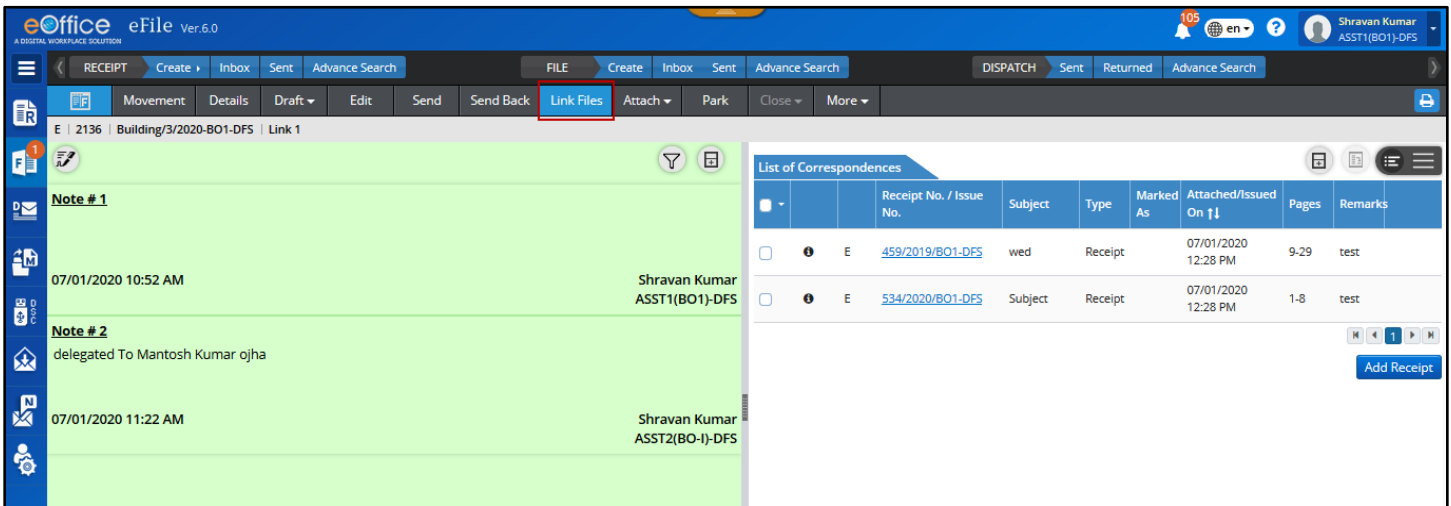 eOffice eFile Ver.6.0
A DIGITAL WORKPLACE SOLUTION
105
en
?
Shravan Kumar
ASST1(BO1)-DFS
RECEIPT Create Inbox Sent Advance Search FILE Create Inbox Sent Advance Search DISPATCH Sent Returned Advance Search
Movement Details Draft Edit Send Send Back Link Files Attach Park Close More
E | 2136 | Building/3/2020-BO1-DFS | Link 1
1
List of Correspondences
Receipt No. / Issue No. Subject Type Marked As Attached/Issued On Pages Remarks
E 459/2019/BO1-DFS wed Receipt 07/01/2020 12:28 PM 9-29 test
E 534/2020/BO1-DFS Subject Receipt 07/01/2020 12:28 PM 1-8 test
1
Add Receipt
Note # 1
07/01/2020 10:52 AM Shravan Kumar
ASST1(BO1)-DFS
Note # 2
delegated To Mantosh Kumar ojha
07/01/2020 11:22 AM Shravan Kumar
ASST2(BO-I)-DFS
R
F
D
M
DSC
N